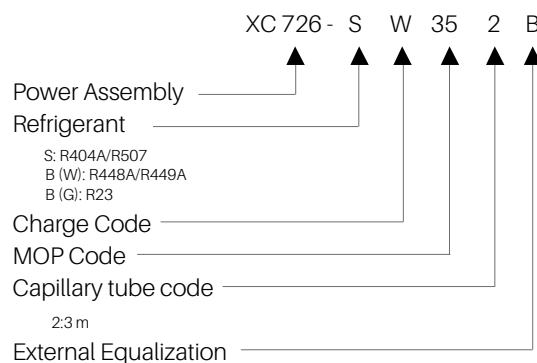 XC 726 - S W 35 2 B
Power Assembly
Refrigerant
S: R404A/R507
B (W): R448A/R449A
B (G): R23
Charge Code
MOP Code
Capillary tube code
2:3 m
External Equalization